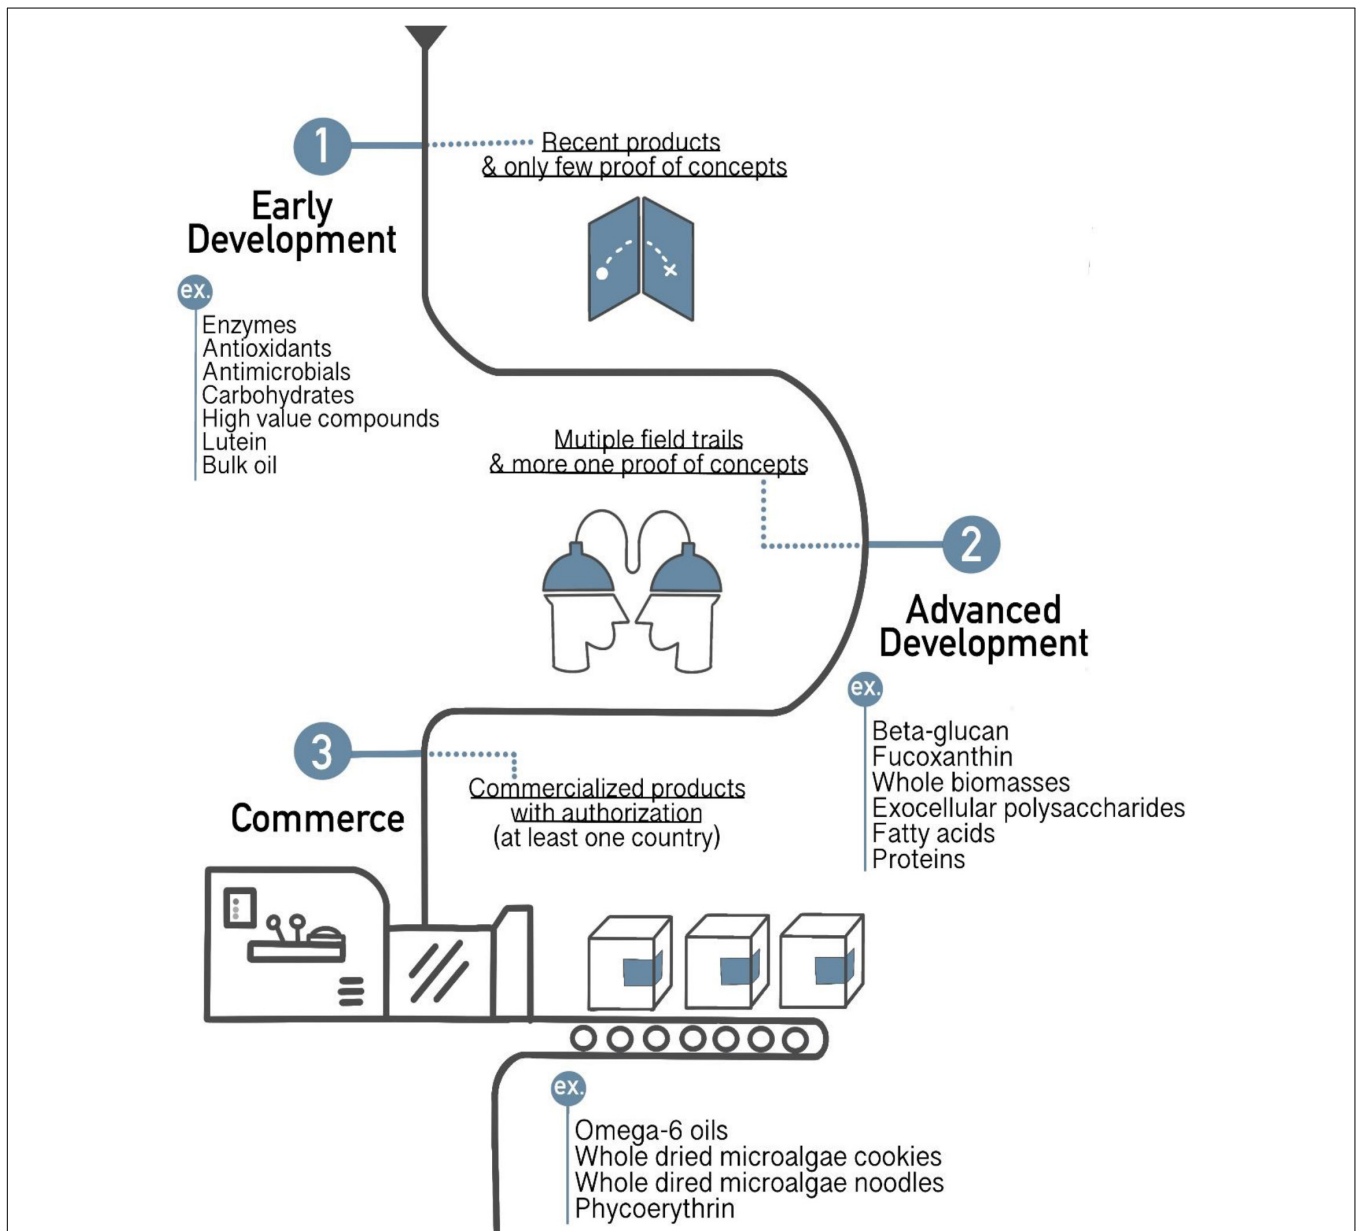 1
Recent products
& only few proof of concepts
Early
Development
ex.
Enzymes
Antioxidants
Antimicrobials
Carbohydrates
High value compounds
Lutein
Bulk oil
Mutiple field trails
& more one proof of concepts
2
Advanced
Development
ex.
Beta-glucan
Fucoxanthin
Whole biomasses
Exocellular polysaccharides
Fatty acids
Proteins
3
Commerce
Commercialized products
with authorization
(at least one country)
ex.
Omega-6 oils
Whole dried microalgae cookies
Whole dired microalgae noodles
Phycoerythrin